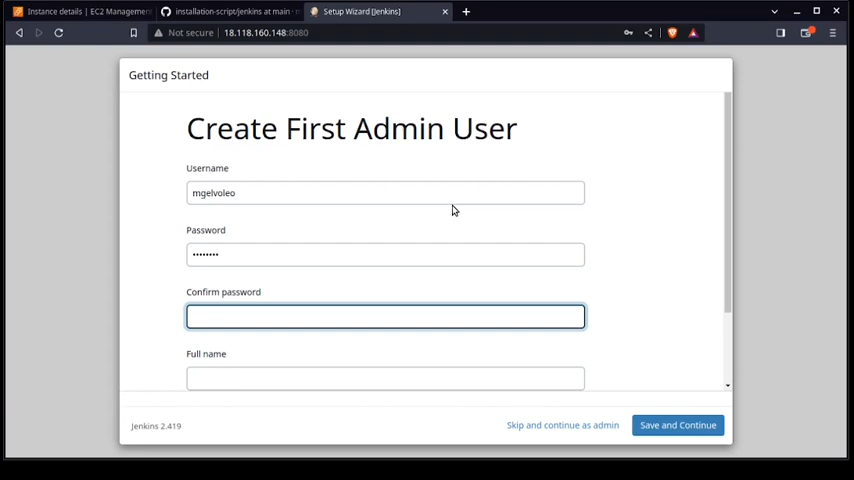 Instance details | EC2 Managemen
installation-script/jenkins at main · m
Setup Wizard [Jenkins]
Not secure
18.118.160.148:8080
Getting Started
Create First Admin User
Username
mgelvoleo
Password
••••••••
Confirm password
Full name
Jenkins 2.419
Skip and continue as admin
Save and Continue